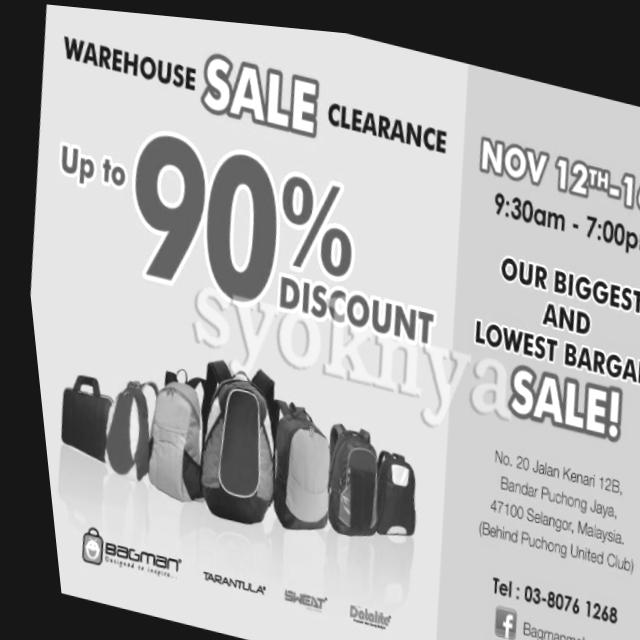 WAREHOUSE SALE CLEARANCE
Up to 90% DISCOUNT
syoknya
BAGMAN
Designed to inspire...
TARANTULA
SWEAT
Datalite
NOV 12TH-1
9:30am - 7:00p
OUR BIGGEST
AND
LOWEST BARGA
SALE!
No. 20 Jalan Kenari 12B,
Bandar Puchong Jaya,
47100 Selangor, Malaysia.
(Behind Puchong United Club)
Tel : 03-8076 1268
f Bagmanma